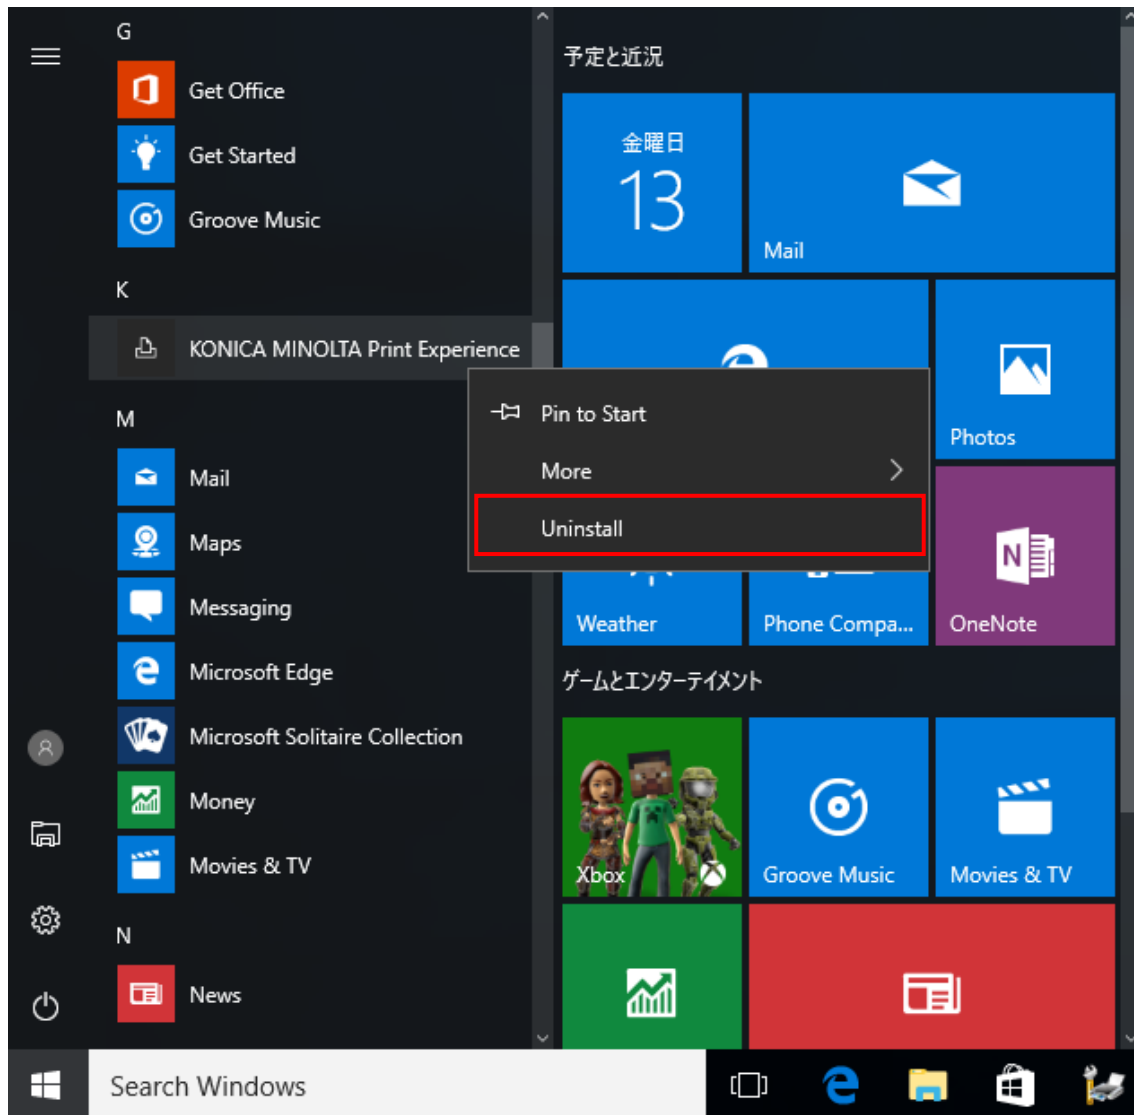 G
Get Office
Get Started
Groove Music
K
KONICA MINOLTA Print Experience
M
Mail
Maps
Messaging
Microsoft Edge
Microsoft Solitaire Collection
Money
Movies & TV
N
News
予定と近況
金曜日
13
Mail
Photos
Pin to Start
More
Uninstall
Weather
Phone Compa...
OneNote
ゲームとエンターテイメント
Xbox
Groove Music
Movies & TV
Search Windows